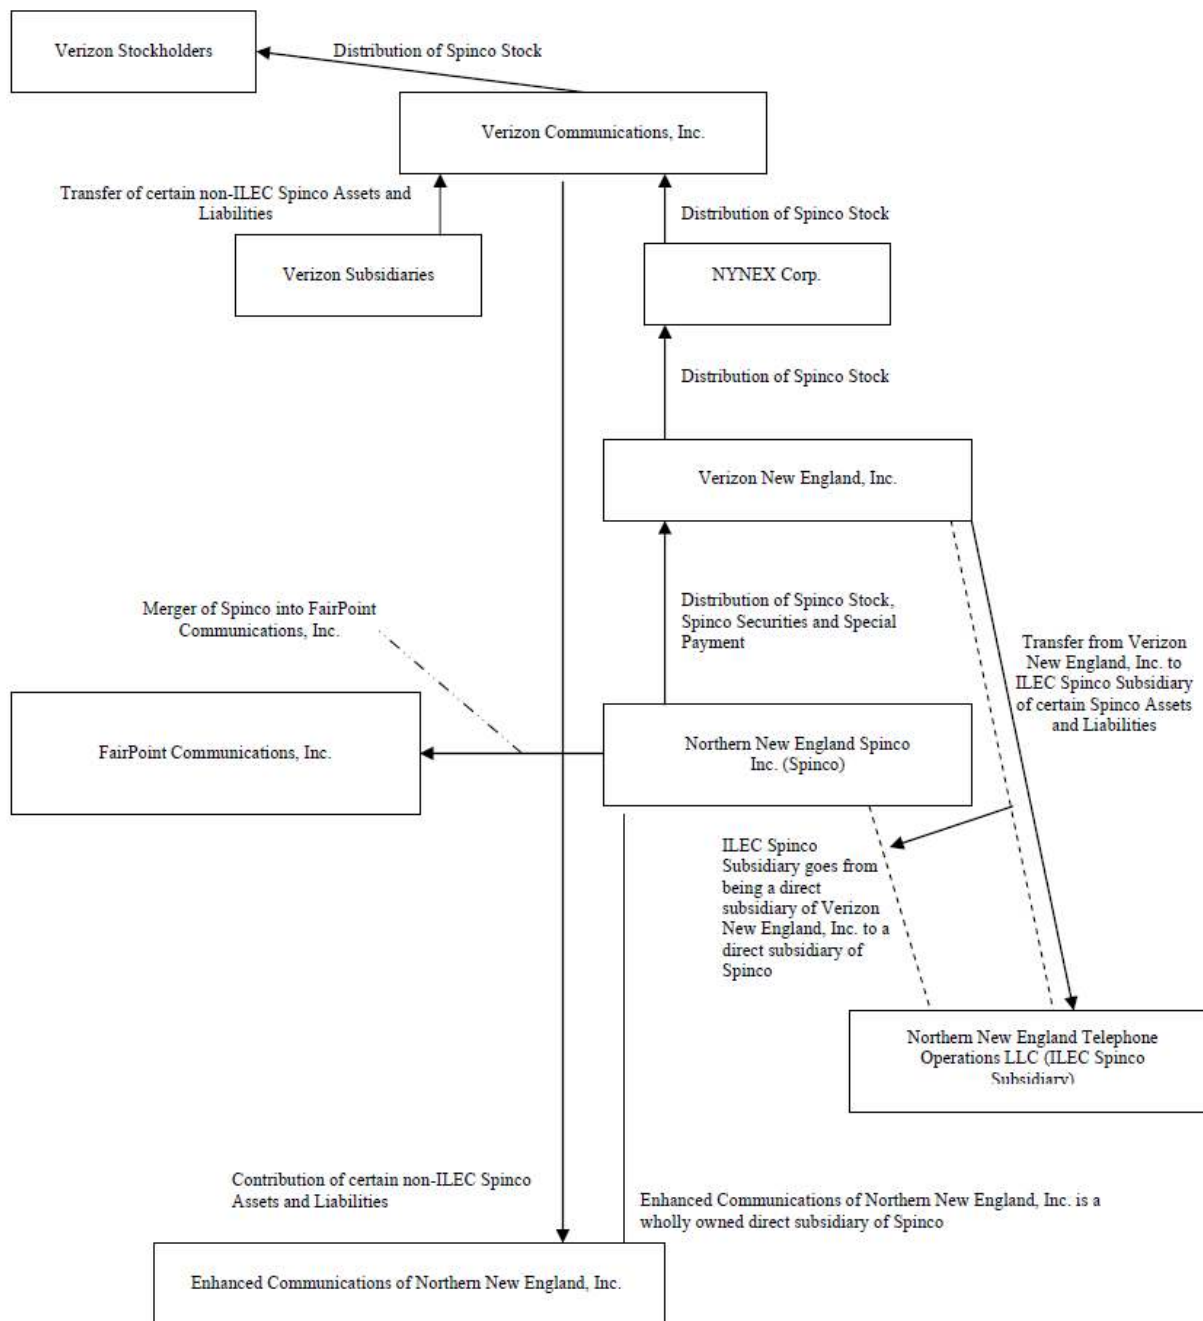 Verizon Stockholders
Distribution of Spinco Stock
Verizon Communications, Inc.
Transfer of certain non-ILEC Spinco Assets and
Liabilities
Distribution of Spinco Stock
Verizon Subsidiaries
NYNEX Corp.
Distribution of Spinco Stock
Verizon New England, Inc.
Merger of Spinco into FairPoint
Communications, Inc.
Distribution of Spinco Stock,
Spinco Securities and Special
Payment
Transfer from Verizon
New England, Inc. to
ILEC Spinco Subsidiary
of certain Spinco Assets
and Liabilities
FairPoint Communications, Inc.
Northern New England Spinco
Inc. (Spinco)
ILEC Spinco
Subsidiary goes from
being a direct
subsidiary of Verizon
New England, Inc. to a
direct subsidiary of
Spinco
Northern New England Telephone
Operations LLC (ILEC Spinco
Subsidiary)
Contribution of certain non-ILEC Spinco
Assets and Liabilities
Enhanced Communications of Northern New England, Inc. is a
wholly owned direct subsidiary of Spinco
Enhanced Communications of Northern New England, Inc.